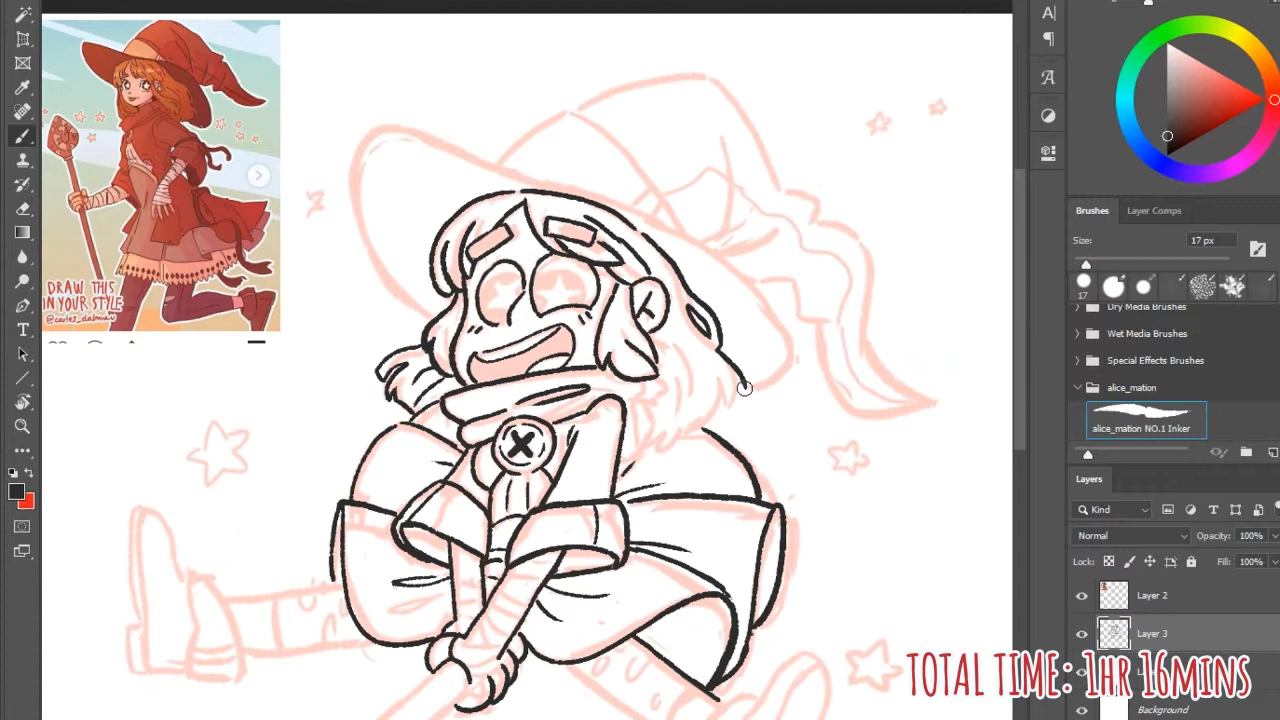 DRAW THIS
IN YOUR STYLE
@carles_dalmau
Brushes
Layer Comps
Size:
17 px
17
Dry Media Brushes
Wet Media Brushes
Special Effects Brushes
alice_mation
alice_mation NO.1 Inker
Layers
Kind
Normal
Opacity: 100%
Lock:
Fill: 100%
Layer 2
Layer 3
Background
TOTAL TIME: 1hr 16mins